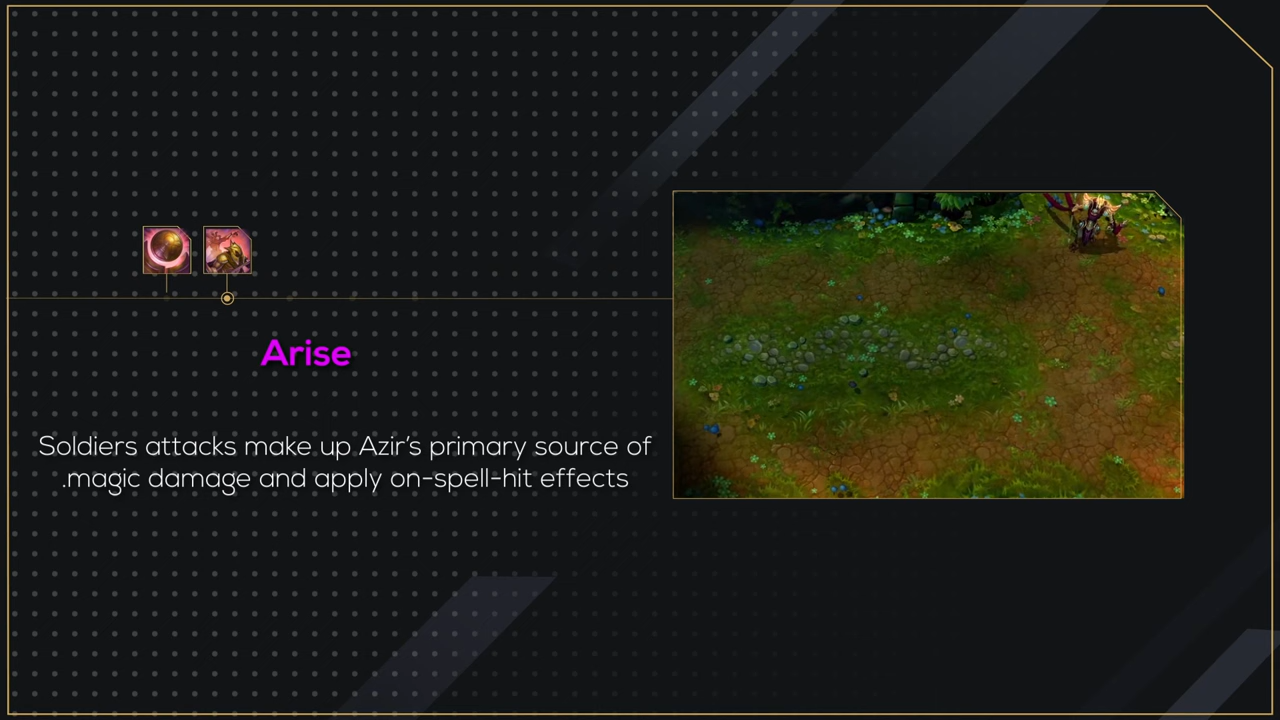 Arise
Soldiers attacks make up Azir's primary source of
.magic damage and apply on-spell-hit effects